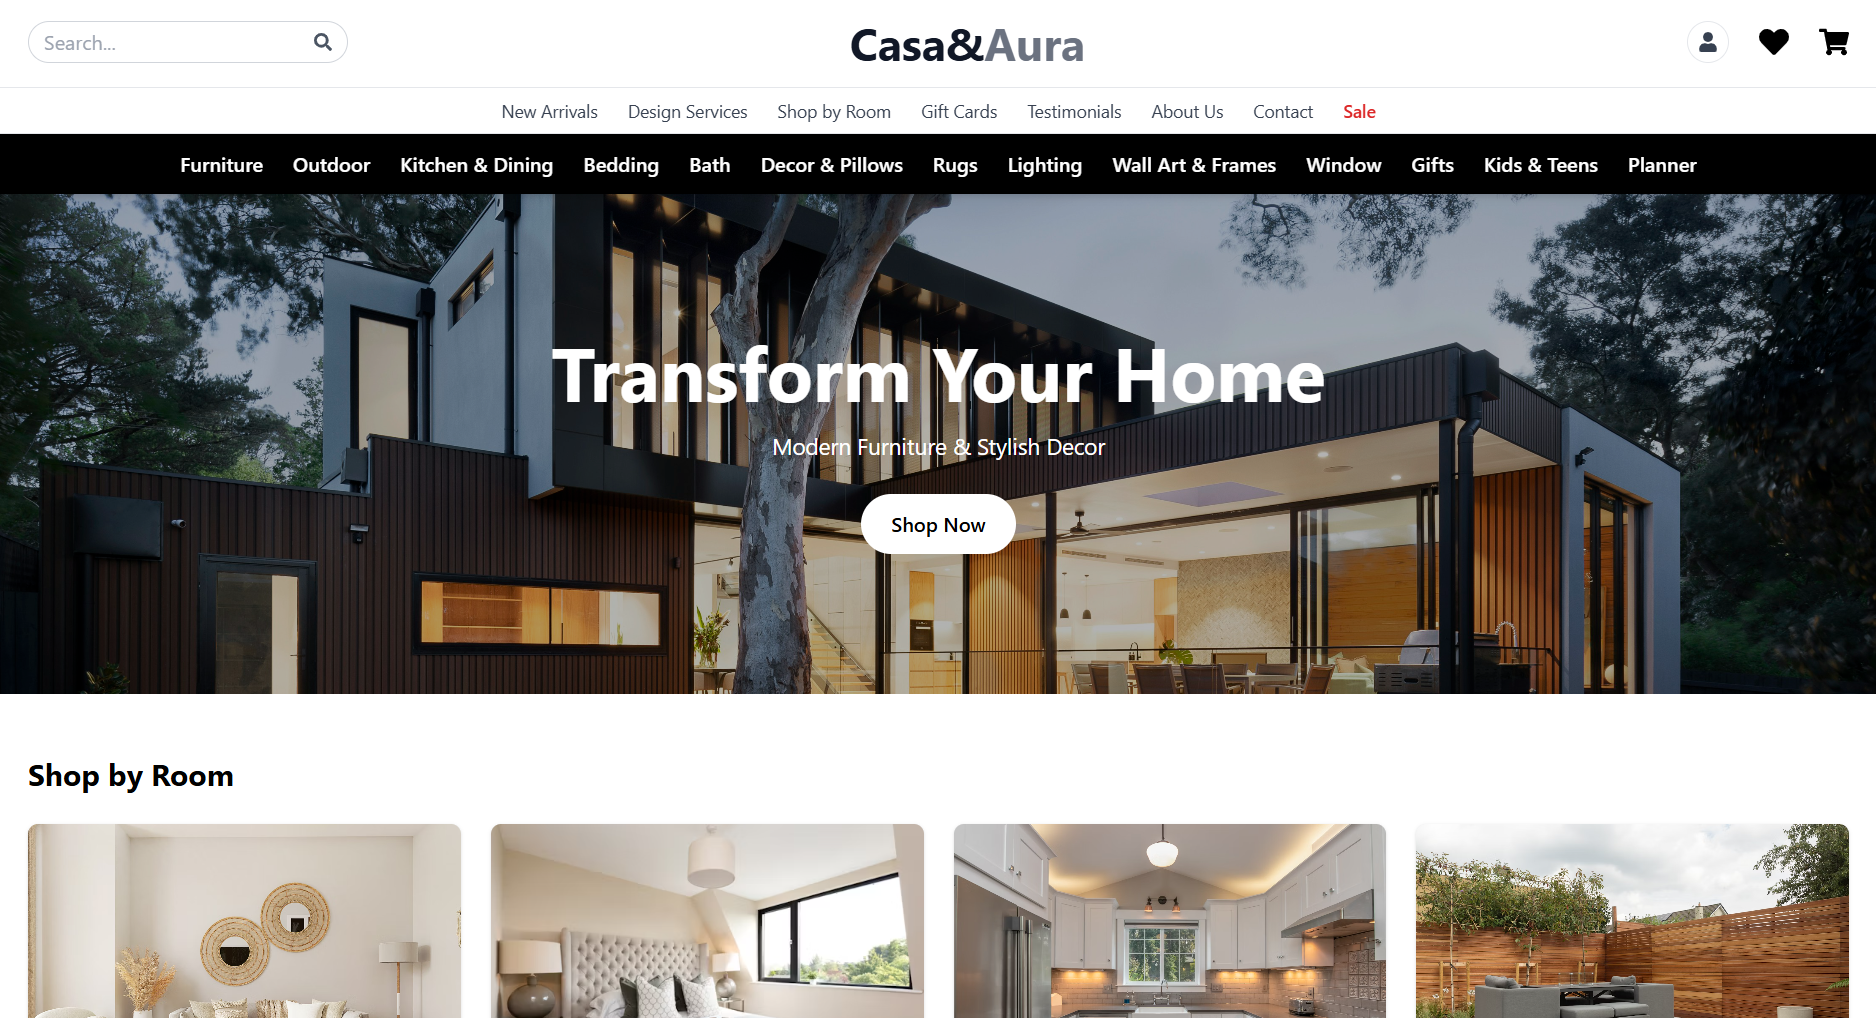 Search...
Casa&Aura
New Arrivals Design Services Shop by Room Gift Cards Testimonials About Us Contact Sale
Furniture Outdoor Kitchen & Dining Bedding Bath Decor & Pillows Rugs Lighting Wall Art & Frames Window Gifts Kids & Teens Planner
Transform Your Home
Modern Furniture & Stylish Decor
Shop Now
Shop by Room